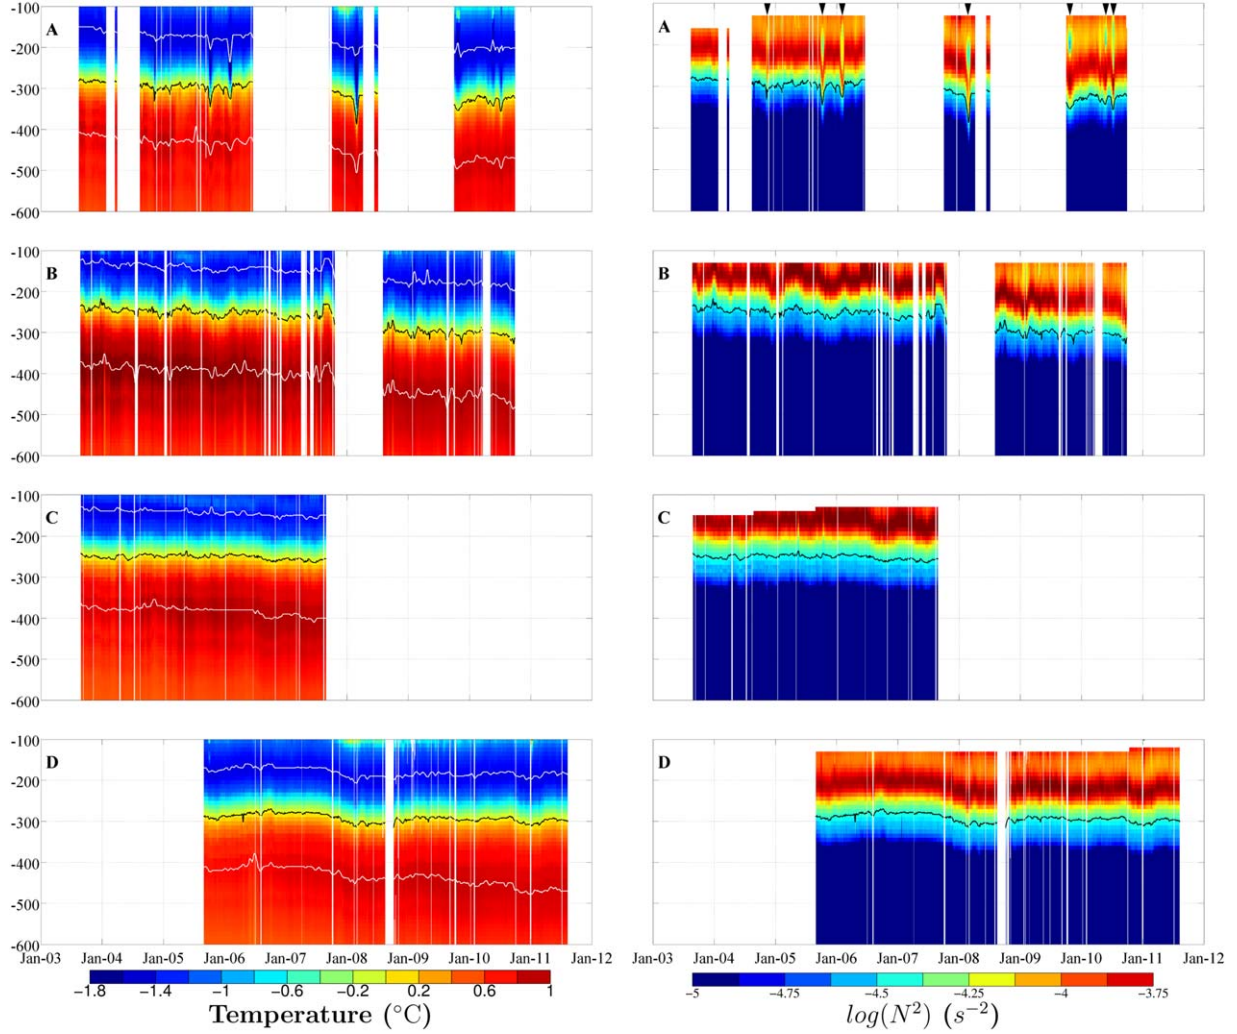 -100
-200
-300
-400
-500
-600
A
A
-100
-200
-300
-400
-500
-600
B
B
-100
-200
-300
-400
-500
-600
C
C
-100
-200
-300
-400
-500
-600
D
D
Jan-03 Jan-04 Jan-05 Jan-06 Jan-07 Jan-08 Jan-09 Jan-10 Jan-11 Jan-12
Jan-03 Jan-04 Jan-05 Jan-06 Jan-07 Jan-08 Jan-09 Jan-10 Jan-11 Jan-12
−1.8 −1.4 −1 −0.6 −0.2 0.2 0.6 1
−5 −4.75 −4.5 −4.25 −4 −3.75
Temperature (°C)
log(N²) (s⁻²)